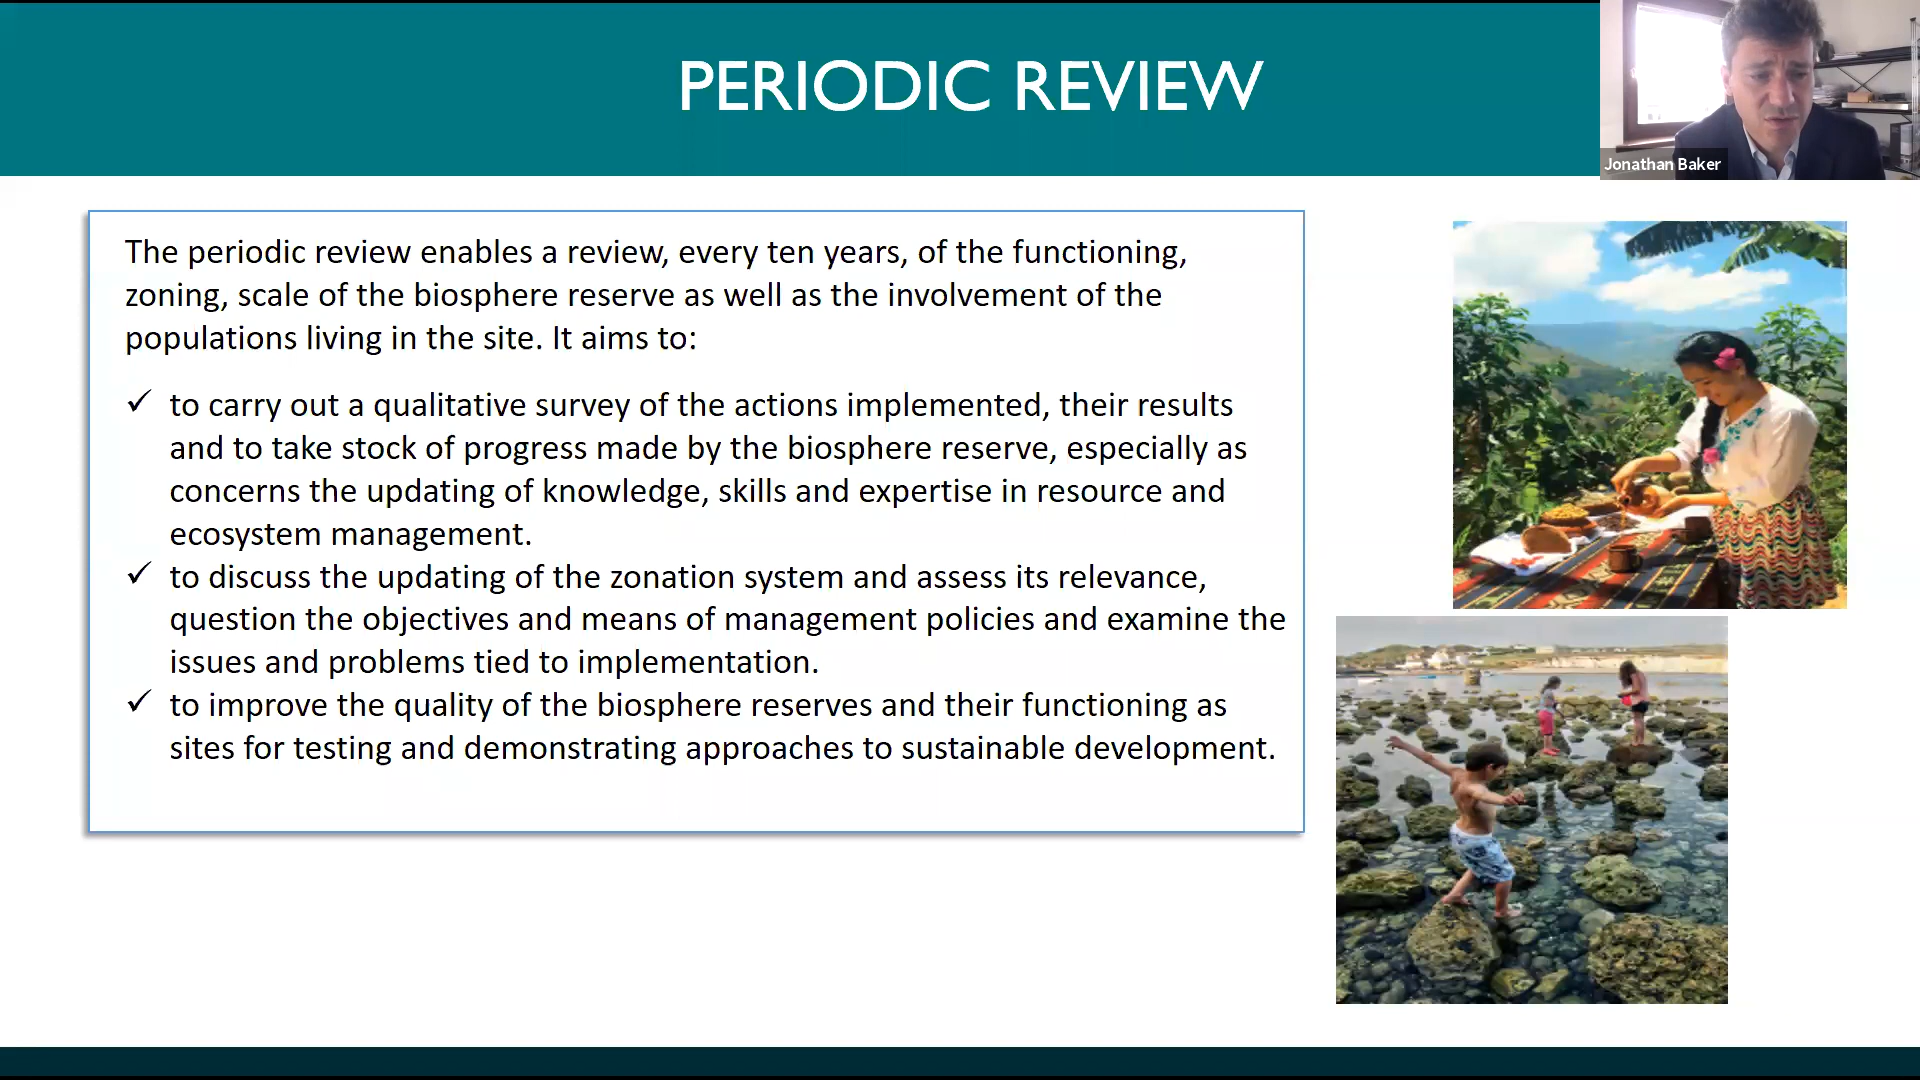 PERIODIC REVIEW
Jonathan Baker
The periodic review enables a review, every ten years, of the functioning,
zoning, scale of the biosphere reserve as well as the involvement of the
populations living in the site. It aims to:
✓ to carry out a qualitative survey of the actions implemented, their results
and to take stock of progress made by the biosphere reserve, especially as
concerns the updating of knowledge, skills and expertise in resource and
ecosystem management.
✓ to discuss the updating of the zonation system and assess its relevance,
question the objectives and means of management policies and examine the
issues and problems tied to implementation.
✓ to improve the quality of the biosphere reserves and their functioning as
sites for testing and demonstrating approaches to sustainable development.